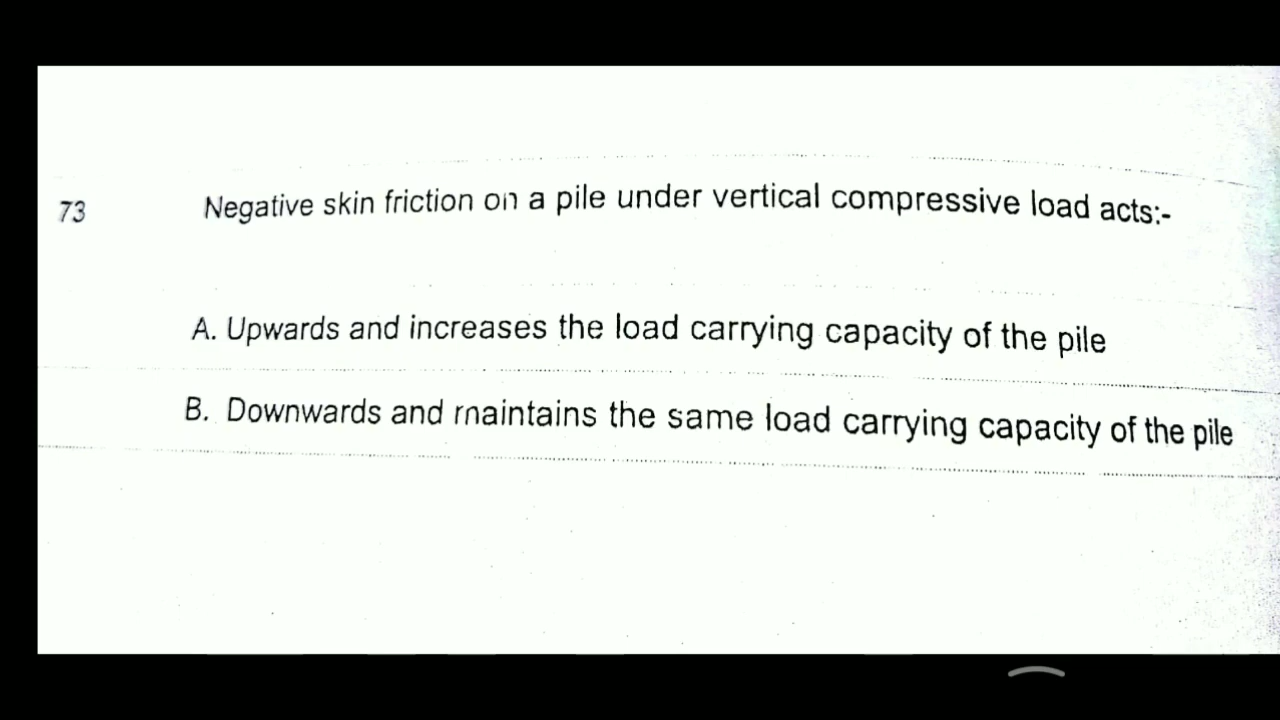 73 Negative skin friction on a pile under vertical compressive load acts:-
A. Upwards and increases the load carrying capacity of the pile
B. Downwards and maintains the same load carrying capacity of the pile